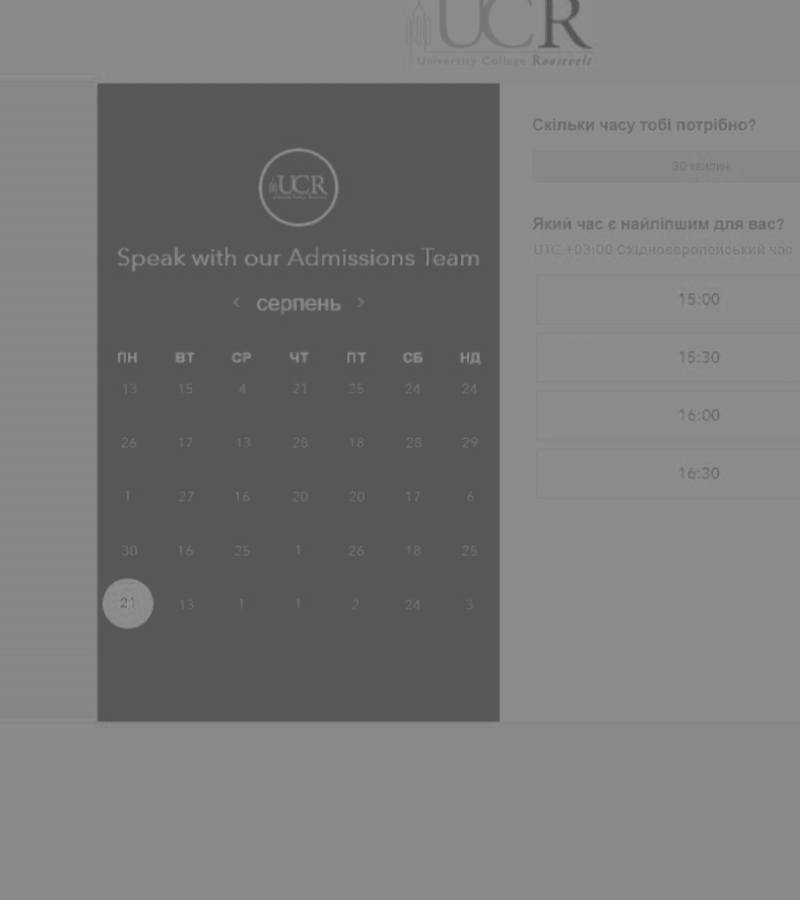 UCR
University College Roosevelt
Скільки часу тобі потрібно?
30 хвилин
Який час є найліпшим для вас?
UTC +03:00 Східноєвропейський час
15:00
15:30
16:00
16:30
UCR
Speak with our Admissions Team
< серпень >
ПН ВТ СР ЧТ ПТ СБ НД
13 15 4 21 25 24 24
26 17 13 28 18 28 29
1 27 16 20 20 17 6
30 16 25 1 26 18 25
21 13 1 1 2 24 3